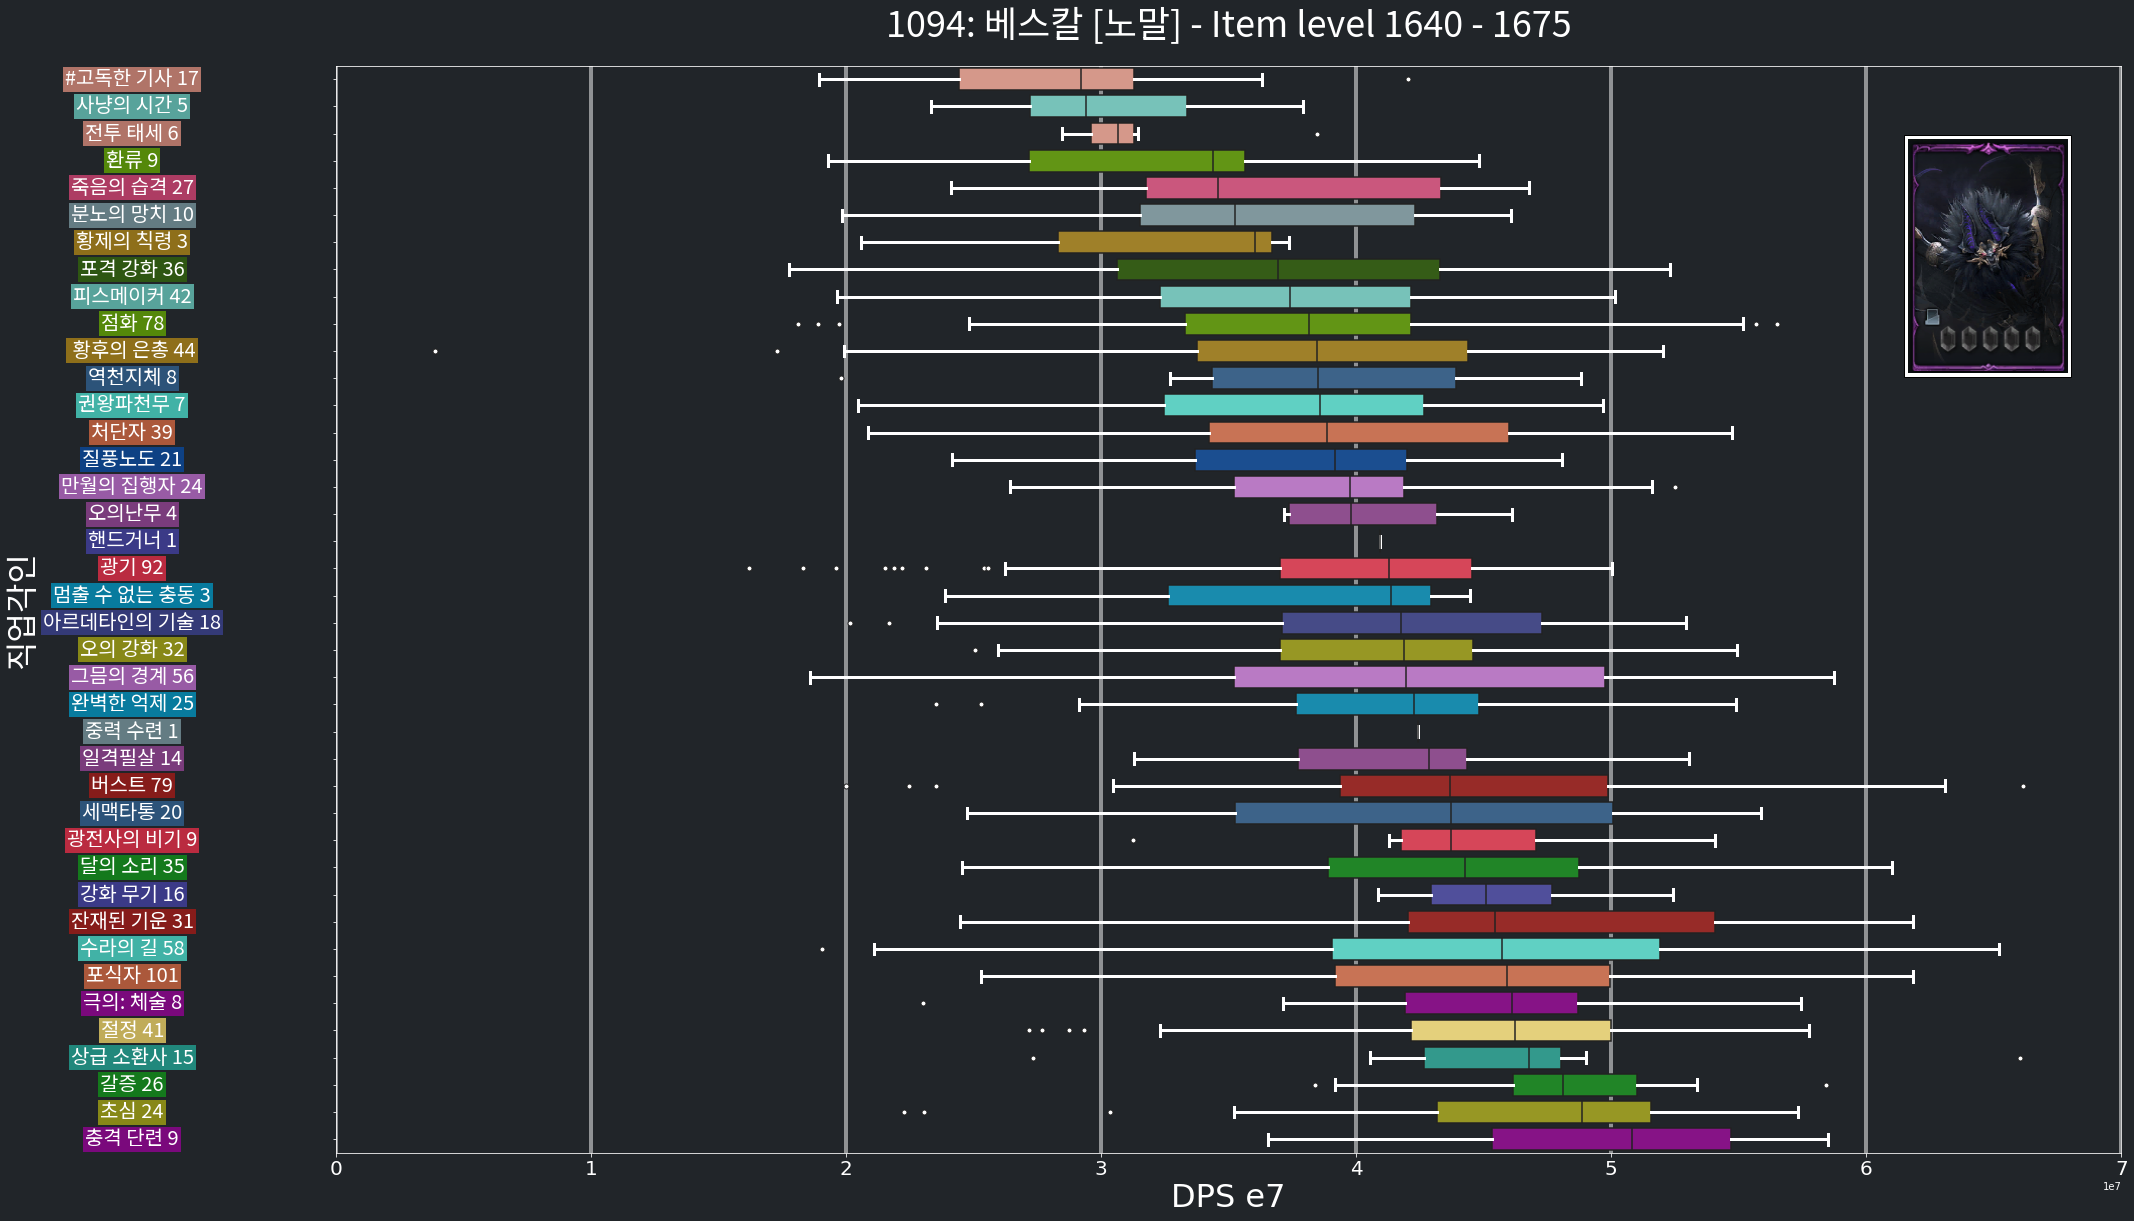 1094: 베스칼 [노말] - Item level 1640 - 1675
#고독한 기사 17
사냥의 시간 5
전투 태세 6
환류 9
죽음의 습격 27
분노의 망치 10
황제의 칙령 3
포격 강화 36
피스메이커 42
점화 78
황후의 은총 44
역천지체 8
권왕파천무 7
처단자 39
질풍노도 21
만월의 집행자 24
오의난무 4
핸드거너 1
광기 92
멈출 수 없는 충동 3
아르데타인의 기술 18
오의 강화 32
그믐의 경계 56
완벽한 억제 25
중력 수련 1
일격필살 14
버스트 79
세맥타통 20
광전사의 비기 9
달의 소리 35
강화 무기 16
잔재된 기운 31
수라의 길 58
포식자 101
극의: 체술 8
절정 41
상급 소환사 15
갈증 26
초심 24
충격 단련 9
직업각인
0 1 2 3 4 5 6 7
1e7
DPS e7